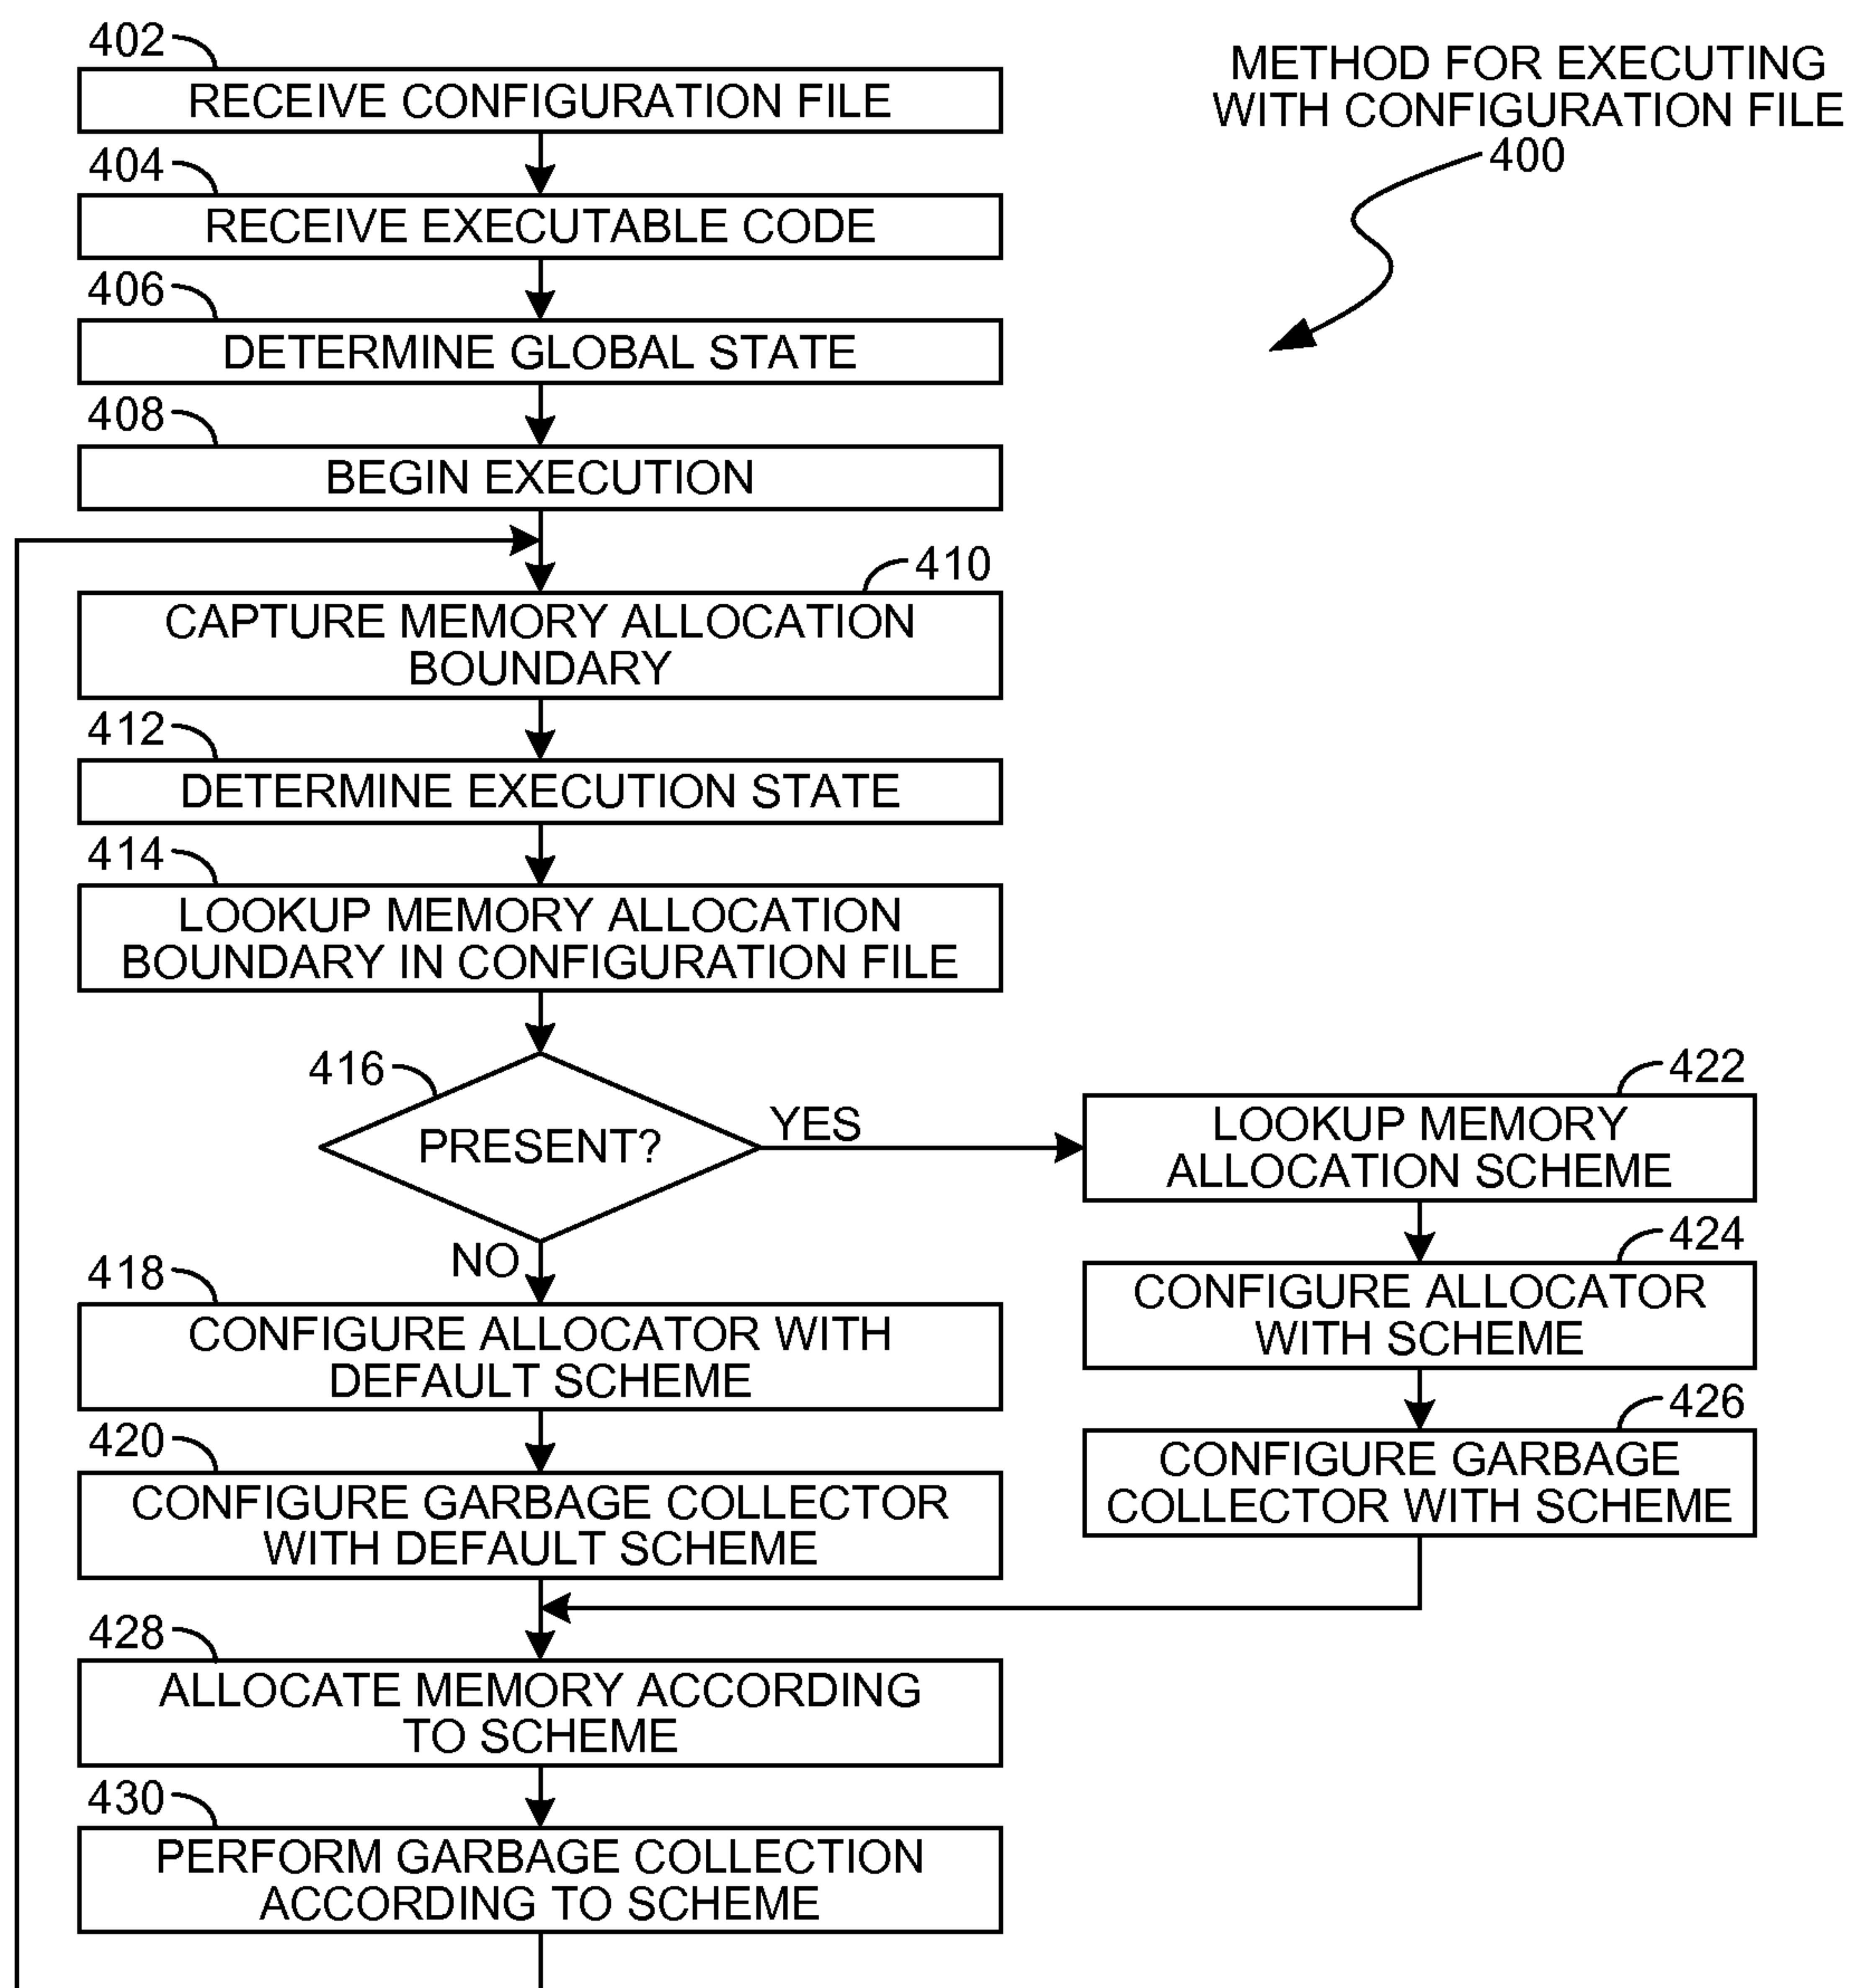 METHOD FOR EXECUTING
WITH CONFIGURATION FILE
400
402
RECEIVE CONFIGURATION FILE
404
RECEIVE EXECUTABLE CODE
406
DETERMINE GLOBAL STATE
408
BEGIN EXECUTION
410
CAPTURE MEMORY ALLOCATION
BOUNDARY
412
DETERMINE EXECUTION STATE
414
LOOKUP MEMORY ALLOCATION
BOUNDARY IN CONFIGURATION FILE
416
PRESENT?
YES
NO
418
CONFIGURE ALLOCATOR WITH
DEFAULT SCHEME
420
CONFIGURE GARBAGE COLLECTOR
WITH DEFAULT SCHEME
422
LOOKUP MEMORY
ALLOCATION SCHEME
424
CONFIGURE ALLOCATOR
WITH SCHEME
426
CONFIGURE GARBAGE
COLLECTOR WITH SCHEME
428
ALLOCATE MEMORY ACCORDING
TO SCHEME
430
PERFORM GARBAGE COLLECTION
ACCORDING TO SCHEME